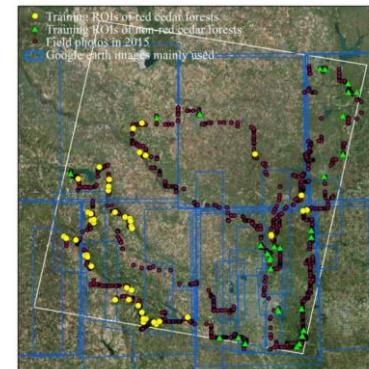 Training ROIs of red cedar forests
Training ROIs of non-red cedar forests
Field photos in 2015
Google earth images mainly used